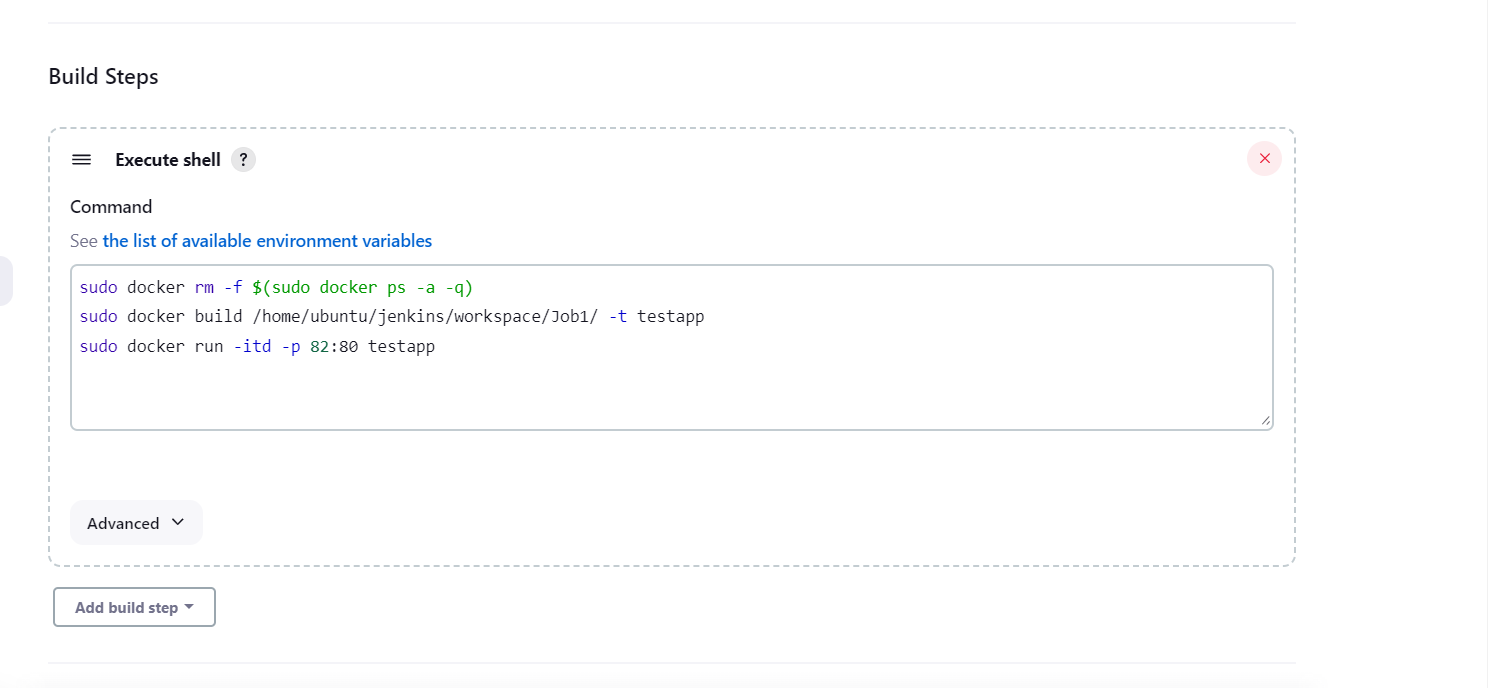 Build Steps
Execute shell ?
Command
See the list of available environment variables
sudo docker rm -f $(sudo docker ps -a -q)
sudo docker build /home/ubuntu/jenkins/workspace/Job1/ -t testapp
sudo docker run -itd -p 82:80 testapp
Advanced
Add build step